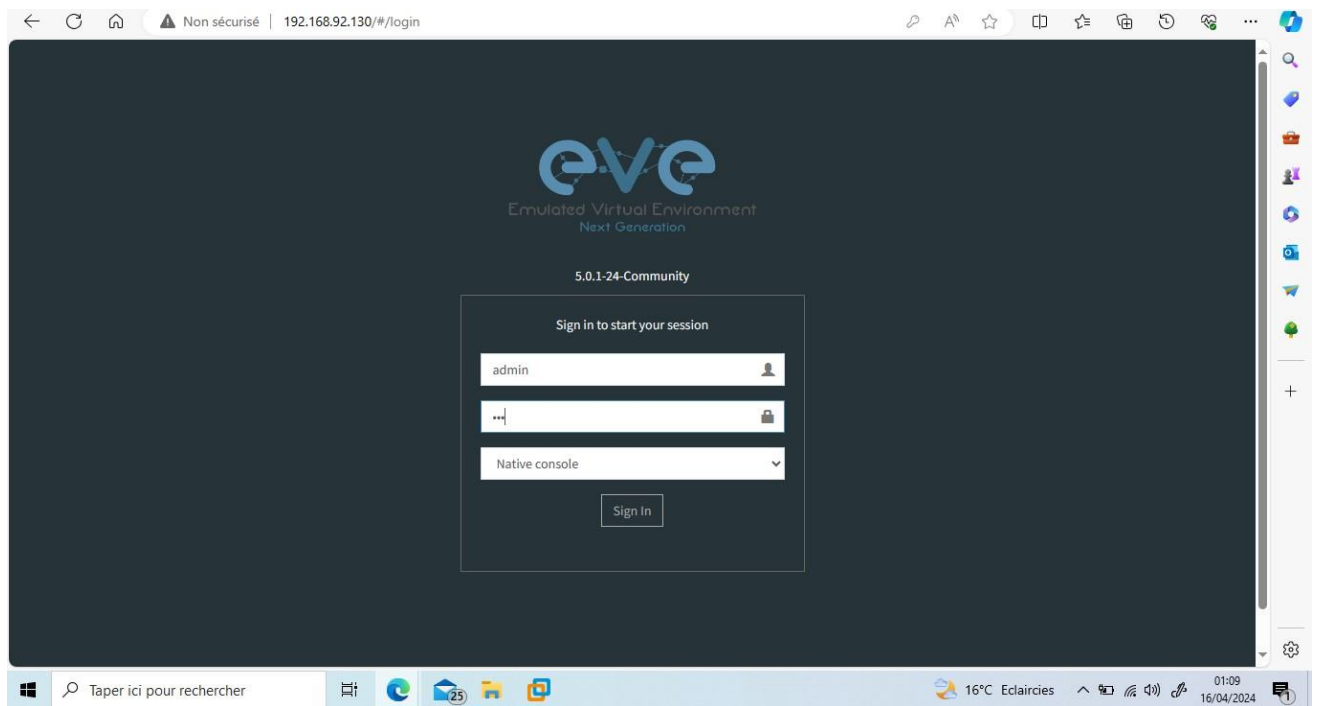 Non sécurisé 192.168.92.130/#/login
eve
Emulated Virtual Environment
Next Generation
5.0.1-24-Community
Sign in to start your session
admin
•••
Native console
Sign In
Taper ici pour rechercher
25
16°C Eclaircies
01:09
16/04/2024
1